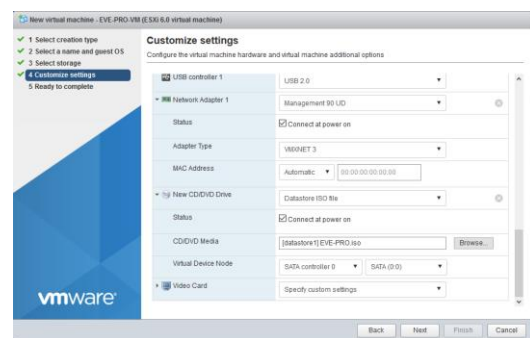 New virtual machine - EVE-PRO-VM (ESXi 6.0 virtual machine)
1 Select creation type
2 Select a name and guest OS
3 Select storage
4 Customize settings
5 Ready to complete
Customize settings
Configure the virtual machine hardware and virtual machine additional options
USB controller 1 USB 2.0
Network Adapter 1 Management 90 UD
Status Connect at power on
Adapter Type VMXNET 3
MAC Address Automatic 00:00:00:00:00:00
New CD/DVD Drive Datastore ISO file
Status Connect at power on
CD/DVD Media [datastore1] EVE-PRO.iso Browse...
Virtual Device Node SATA controller 0 SATA (0:0)
Video Card Specify custom settings
vmware
Back Next Finish Cancel